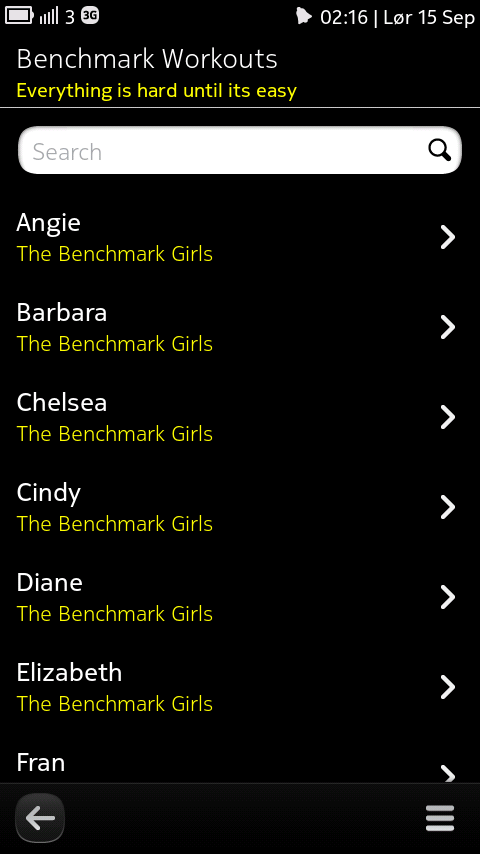 3 3G 02:16 | Lør 15 Sep
Benchmark Workouts
Everything is hard until its easy
Search
Angie
The Benchmark Girls
Barbara
The Benchmark Girls
Chelsea
The Benchmark Girls
Cindy
The Benchmark Girls
Diane
The Benchmark Girls
Elizabeth
The Benchmark Girls
Fran